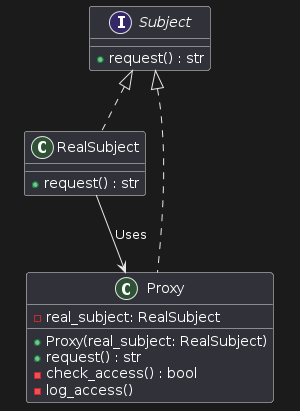 I Subject
request() : str
C RealSubject
request() : str
Uses
C Proxy
real_subject: RealSubject
Proxy(real_subject: RealSubject)
request() : str
check_access() : bool
log_access()